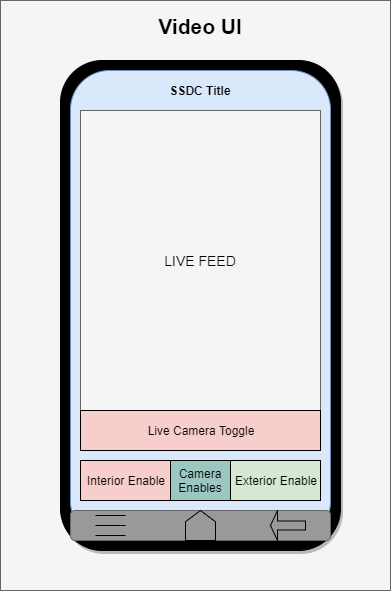 Video UI
SSDC Title
LIVE FEED
Live Camera Toggle
Interior Enable
Camera
Enables
Exterior Enable